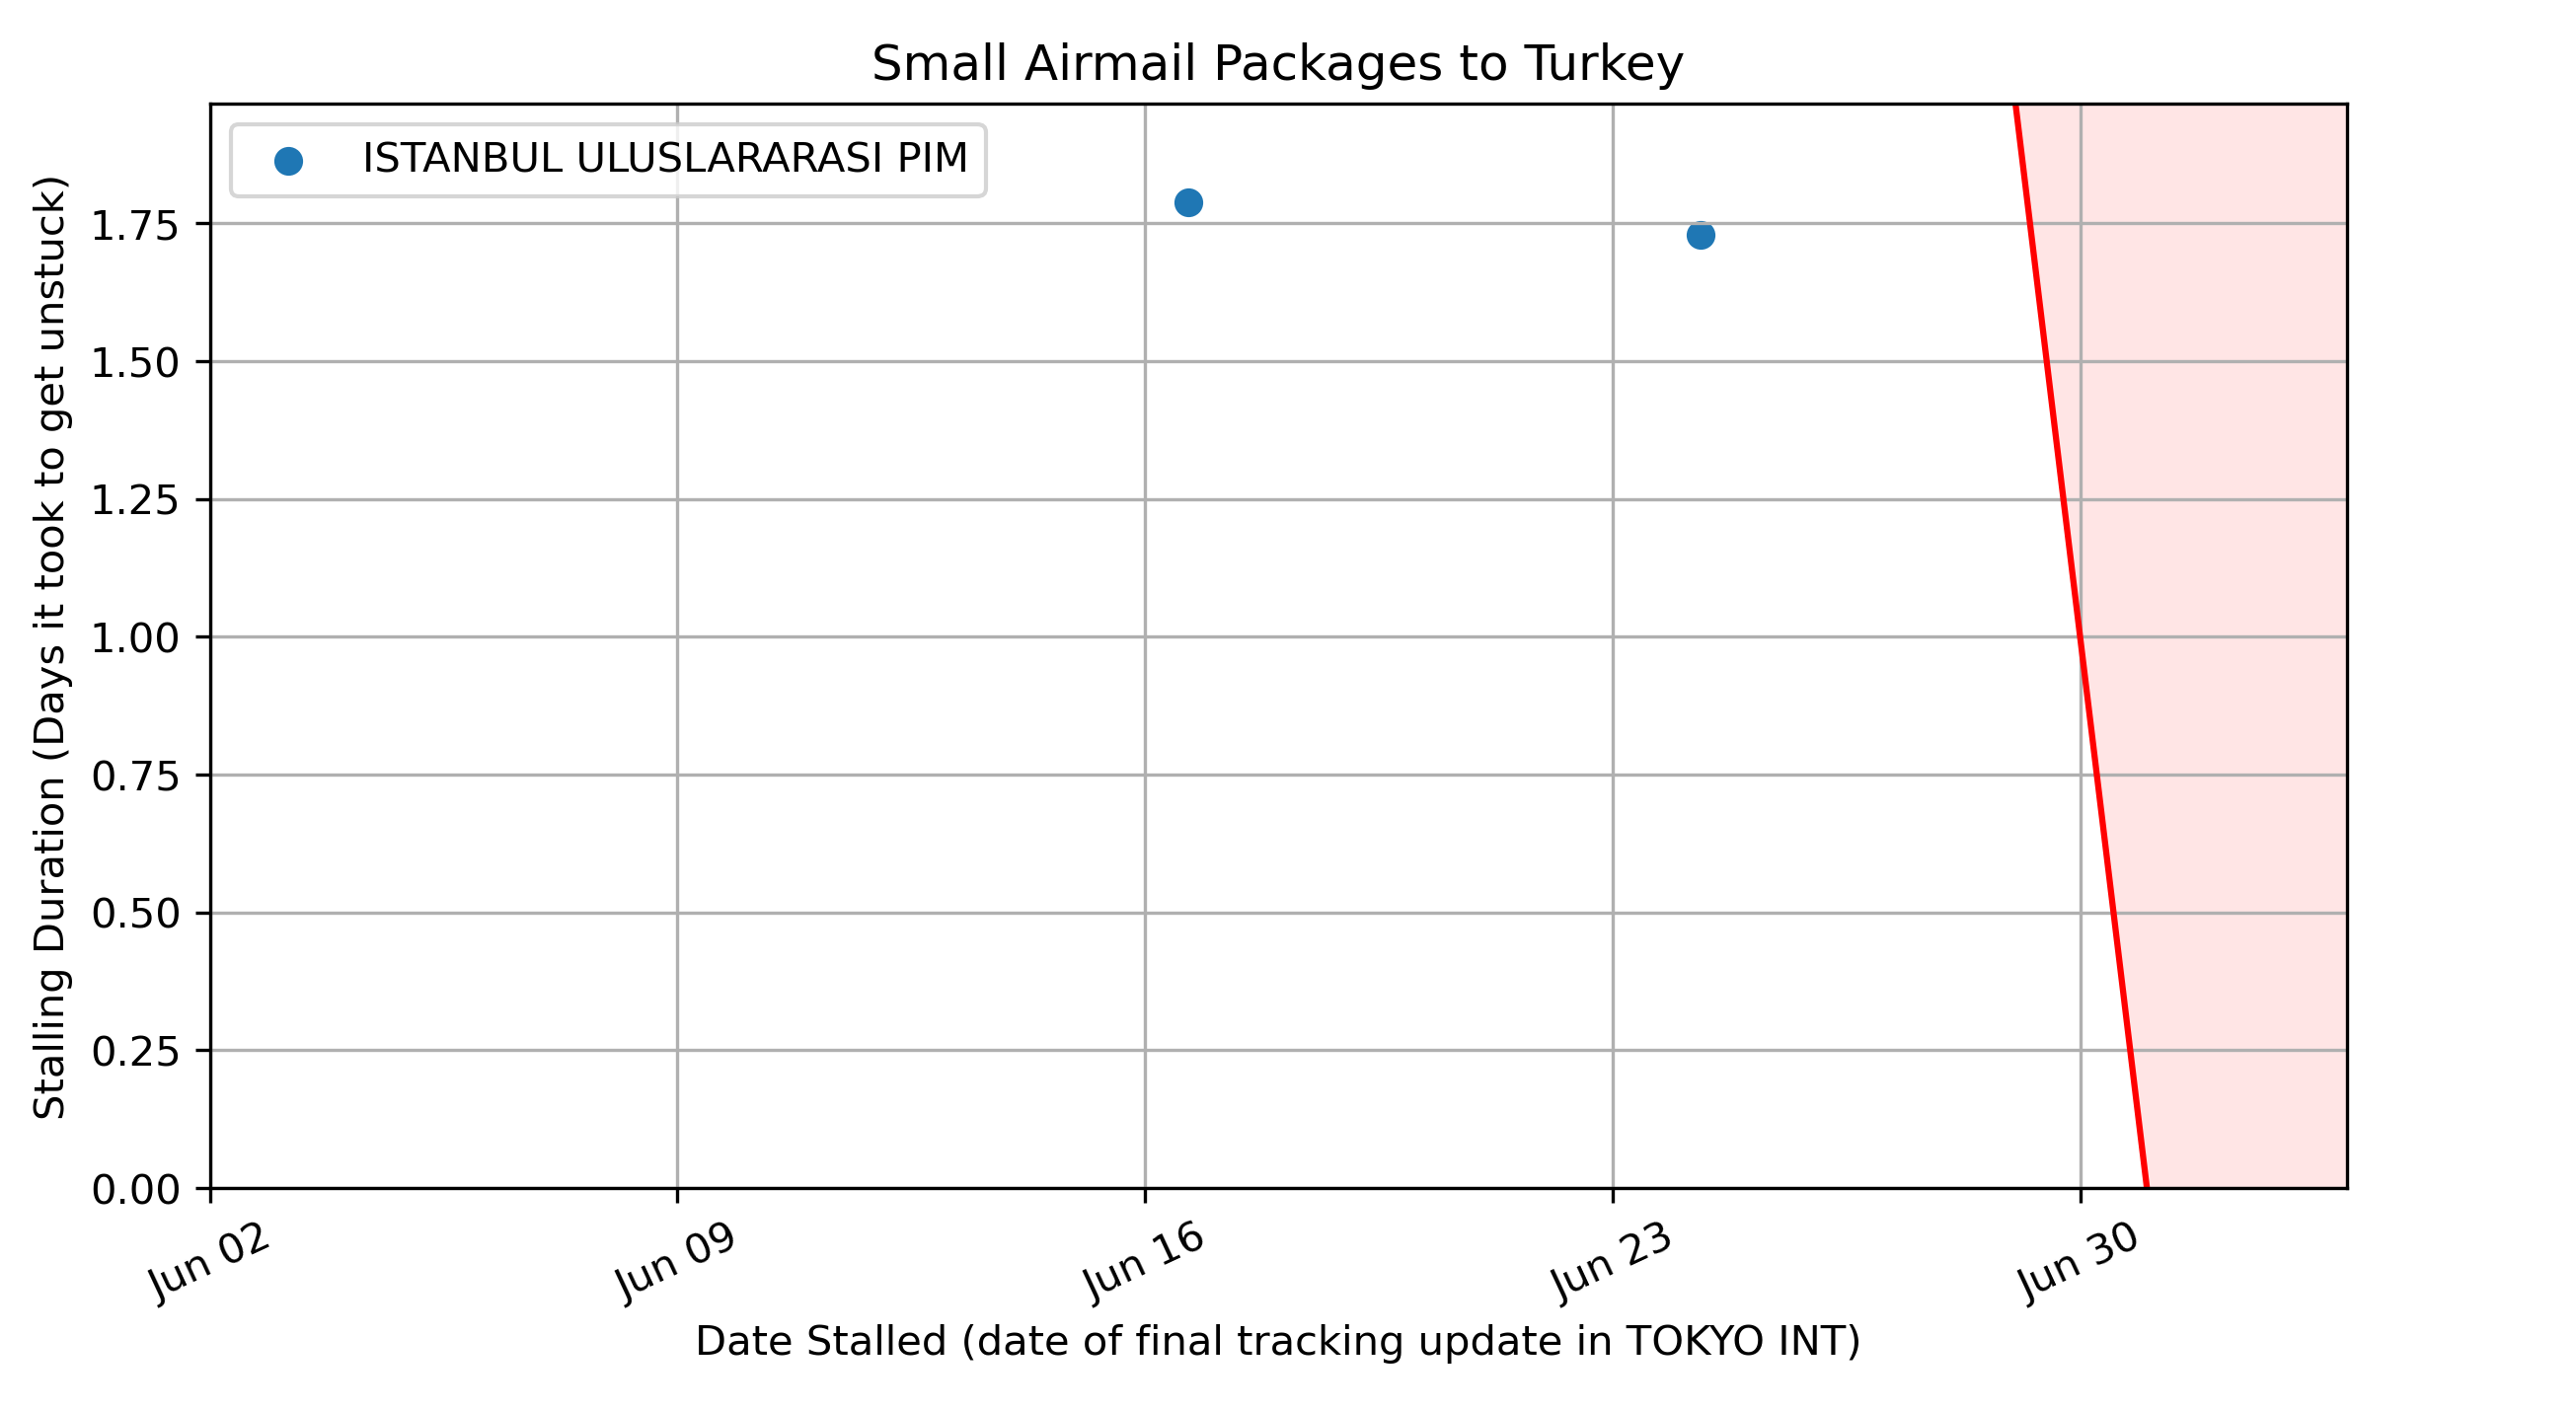 Small Airmail Packages to Turkey
ISTANBUL ULUSLARARASI PIM
Stalling Duration (Days it took to get unstuck)
1.75
1.50
1.25
1.00
0.75
0.50
0.25
0.00
Jun 02
Jun 09
Jun 16
Jun 23
Jun 30
Date Stalled (date of final tracking update in TOKYO INT)